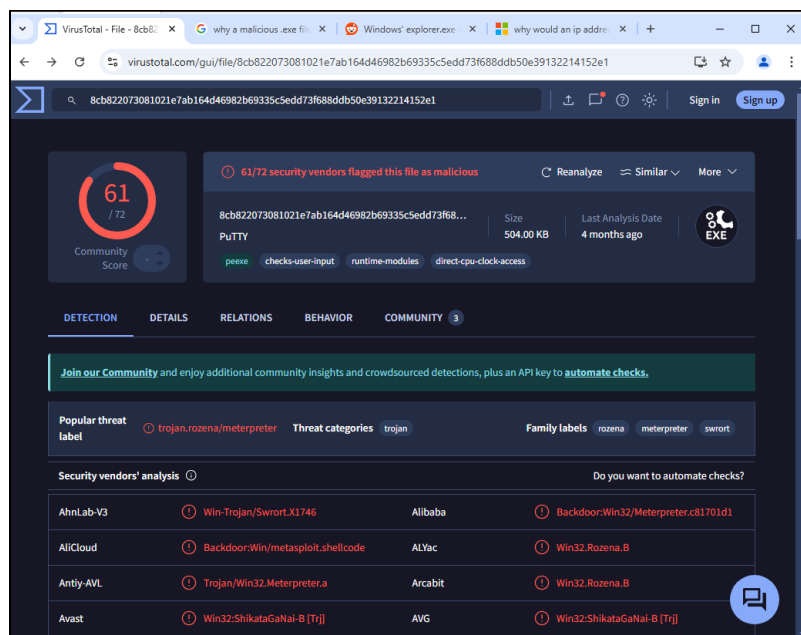 VirusTotal - File - 8cb82
why a malicious .exe fil
Windows' explorer.exe
why would an ip addre
virustotal.com/gui/file/8cb822073081021e7ab164d46982b69335c5edd73f688ddb50e39132214152e1
8cb822073081021e7ab164d46982b69335c5edd73f688ddb50e39132214152e1
Sign in
Sign up
61
/ 72
Community
Score
61/72 security vendors flagged this file as malicious
Reanalyze
Similar
More
8cb822073081021e7ab164d46982b69335c5edd73f68...
PuTTY
Size
504.00 KB
Last Analysis Date
4 months ago
EXE
peexe
checks-user-input
runtime-modules
direct-cpu-clock-access
DETECTION
DETAILS
RELATIONS
BEHAVIOR
COMMUNITY 3
Join our Community and enjoy additional community insights and crowdsourced detections, plus an API key to automate checks.
Popular threat
label
trojan.rozena/meterpreter
Threat categories trojan
Family labels rozena meterpreter swrort
Security vendors' analysis
Do you want to automate checks?
AhnLab-V3
Win-Trojan/Swrort.X1746
Alibaba
Backdoor:Win32/Meterpreter.c81701d1
AliCloud
Backdoor:Win/metasploit.shellcode
ALYac
Win32.Rozena.B
Antiy-AVL
Trojan/Win32.Meterpreter.a
Arcabit
Win32.Rozena.B
Avast
Win32:ShikataGaNai-B [Trj]
AVG
Win32:ShikataGaNai-B [Trj]